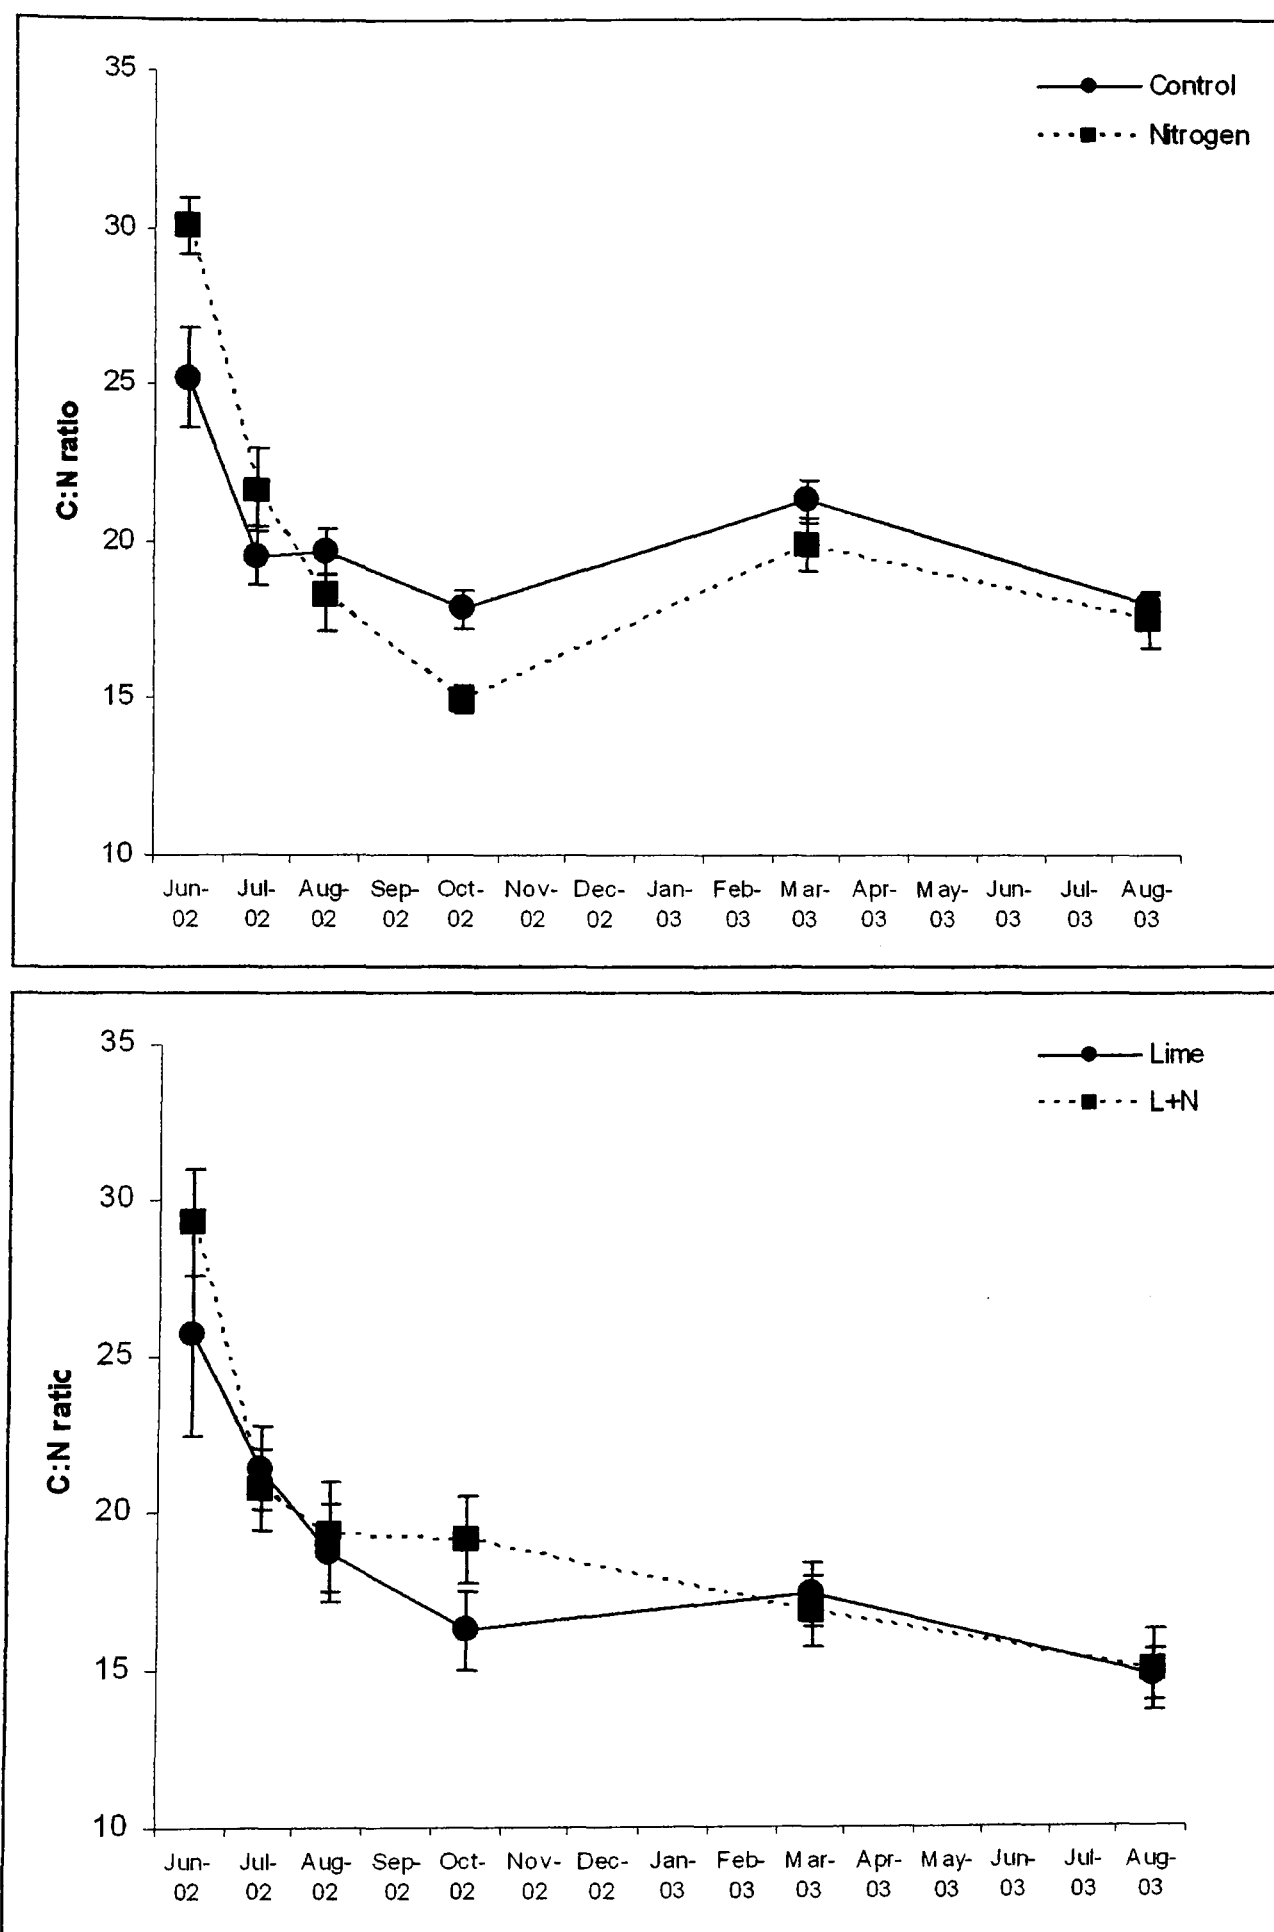 35
Control
Nitrogen
30
25
C:N ratio
20
15
10
Jun- Jul- Aug- Sep- Oct- Nov- Dec- Jan- Feb- Mar- Apr- May- Jun- Jul- Aug-
02 02 02 02 02 02 02 03 03 03 03 03 03 03 03
35
Lime
L+N
30
25
C:N ratic
20
15
10
Jun- Jul- Aug- Sep- Oct- Nov- Dec- Jan- Feb- Mar- Apr- May- Jun- Jul- Aug-
02 02 02 02 02 02 02 03 03 03 03 03 03 03 03